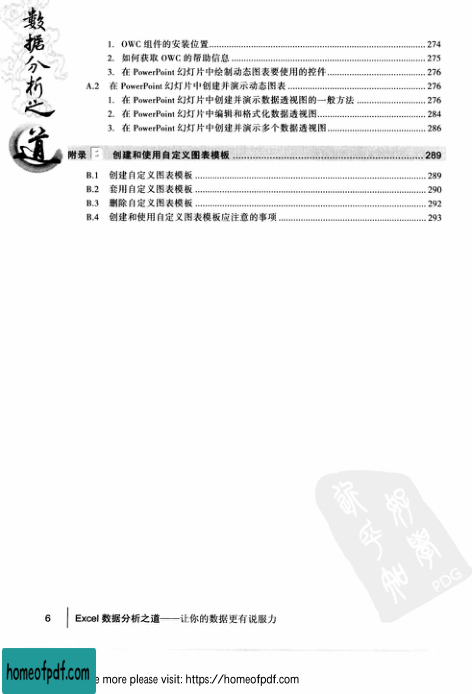 数据分析之道
1. OWC 组件的安装位置 274
2. 如何获取 OWC 的帮助信息 275
3. 在 PowerPoint 幻灯片中绘制动态图表要使用的控件 276
A.2 在 PowerPoint 幻灯片中创建并演示动态图表 276
1. 在 PowerPoint 幻灯片中创建并演示数据透视图的一般方法 276
2. 在 PowerPoint 幻灯片中编辑和格式化数据透视图 284
3. 在 PowerPoint 幻灯片中创建并演示多个数据透视图 286
附录 创建和使用自定义图表模板 289
B.1 创建自定义图表模板 289
B.2 套用自定义图表模板 290
B.3 删除自定义图表模板 292
B.4 创建和使用自定义图表模板应注意的事项 293
PDG
6 Excel 数据分析之道——让你的数据更有说服力
homeofpdf.com
e more please visit: https://homeofpdf.com